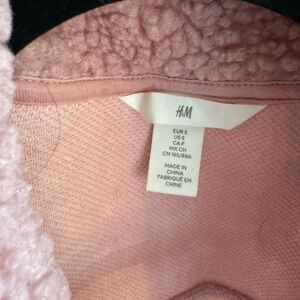 H&M
EUR S
US S
CA P
MX CH
CN 165/88A
MADE IN
CHINA
FABRIQUÉ EN
CHINE